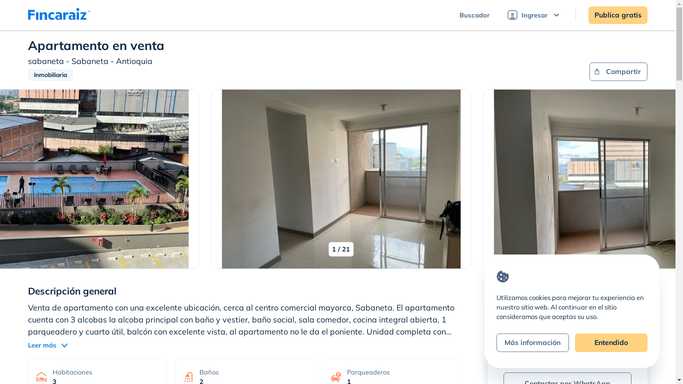 Fincaraiz
Buscador
Ingresar
Publica gratis
Apartamento en venta
sabaneta - Sabaneta - Antioquia
Inmobiliaria
Compartir
1 / 21
Descripción general
Venta de apartamento con una excelente ubicación, cerca al centro comercial mayarca, Sabaneta, El apartamento
cuenta con 3 alcobas la alcoba principal con baño y vestier, baño social, sala comedor, cocina integral abierta, 1
parqueadero y cuarto útil, balcón con excelente vista, al apartamento no le da el poniente. Unidad completa con...
Leer más
Utilizamos cookies para mejorar tu experiencia en
nuestro sitio web. Al continuar en el sitio
consideramos que aceptas su uso.
Más información
Entendido
Habitaciones
3
Baños
2
Parqueaderos
1
Contactar por WhatsApp